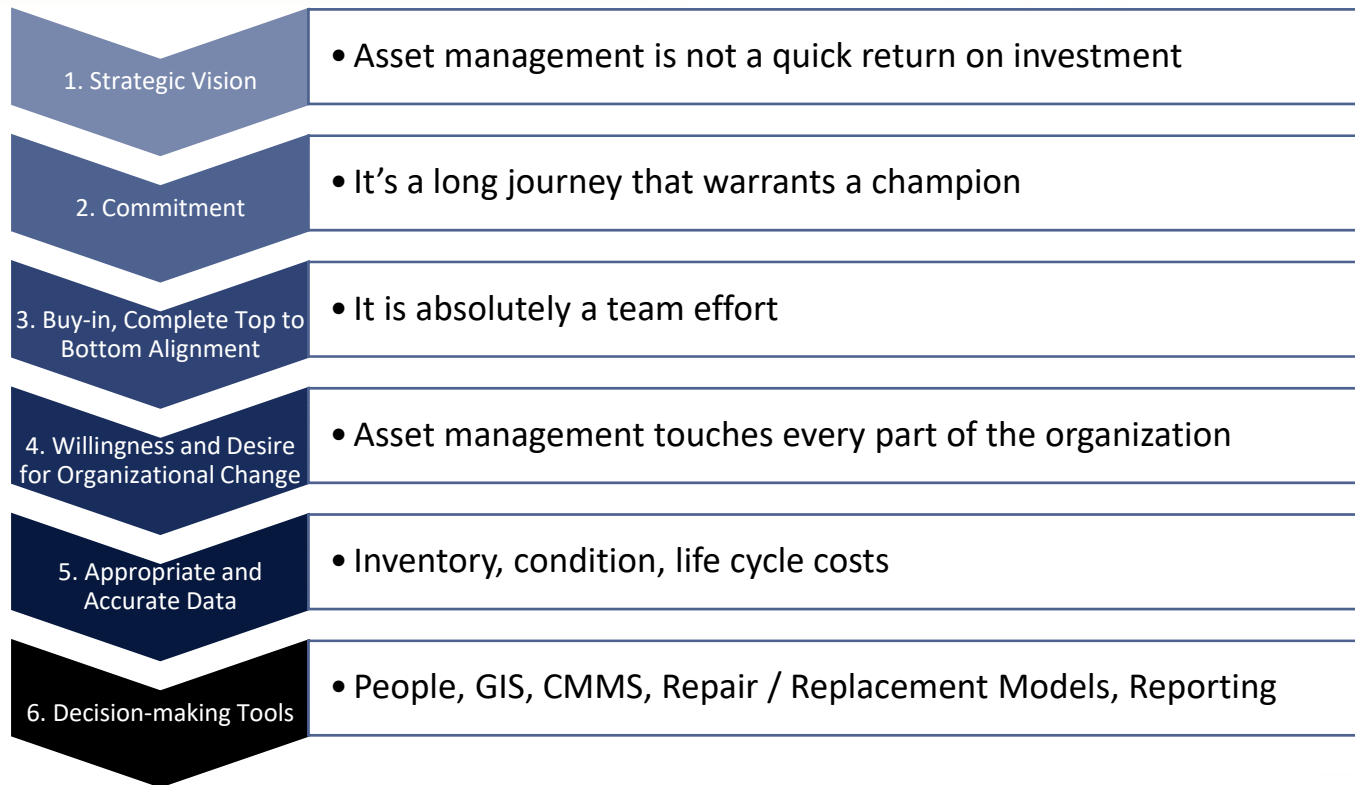 1. Strategic Vision
• Asset management is not a quick return on investment
2. Commitment
• It’s a long journey that warrants a champion
3. Buy-in, Complete Top to
Bottom Alignment
• It is absolutely a team effort
4. Willingness and Desire
for Organizational Change
• Asset management touches every part of the organization
5. Appropriate and
Accurate Data
• Inventory, condition, life cycle costs
6. Decision-making Tools
• People, GIS, CMMS, Repair / Replacement Models, Reporting